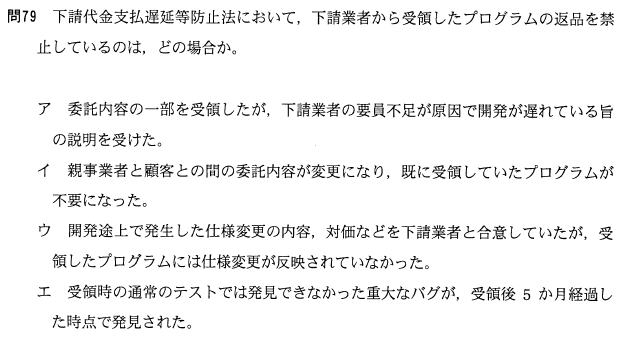 問79　下請代金支払遅延等防止法において，下請業者から受領したプログラムの返品を禁
止しているのは，どの場合か。
ア　委託内容の一部を受領したが，下請業者の要員不足が原因で開発が遅れている旨
の説明を受けた。
イ　親事業者と顧客との間の委託内容が変更になり，既に受領していたプログラムが
不要になった。
ウ　開発途上で発生した仕様変更の内容，対価などを下請業者と合意していたが，受
領したプログラムには仕様変更が反映されていなかった。
エ　受領時の通常のテストでは発見できなかった重大なバグが，受領後 5 か月経過し
た時点で発見された。